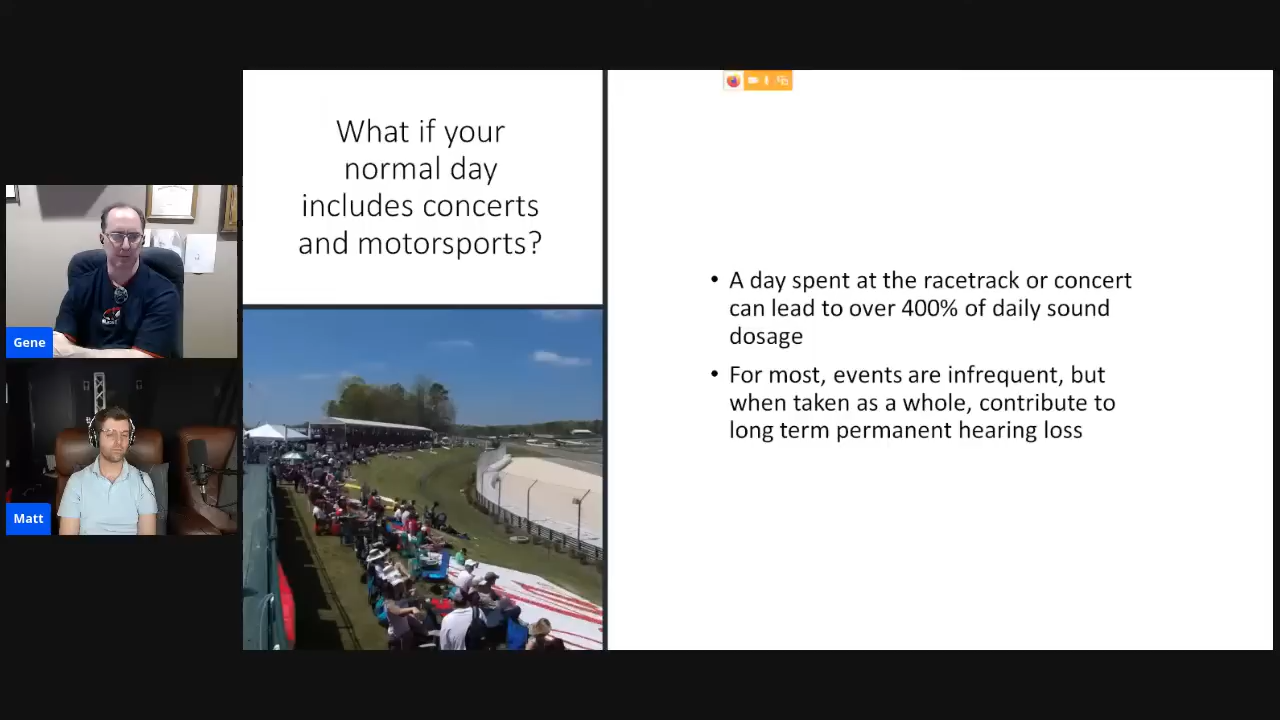 What if your
normal day
includes concerts
and motorsports?
• A day spent at the racetrack or concert
can lead to over 400% of daily sound
dosage
• For most, events are infrequent, but
when taken as a whole, contribute to
long term permanent hearing loss
Gene
Matt